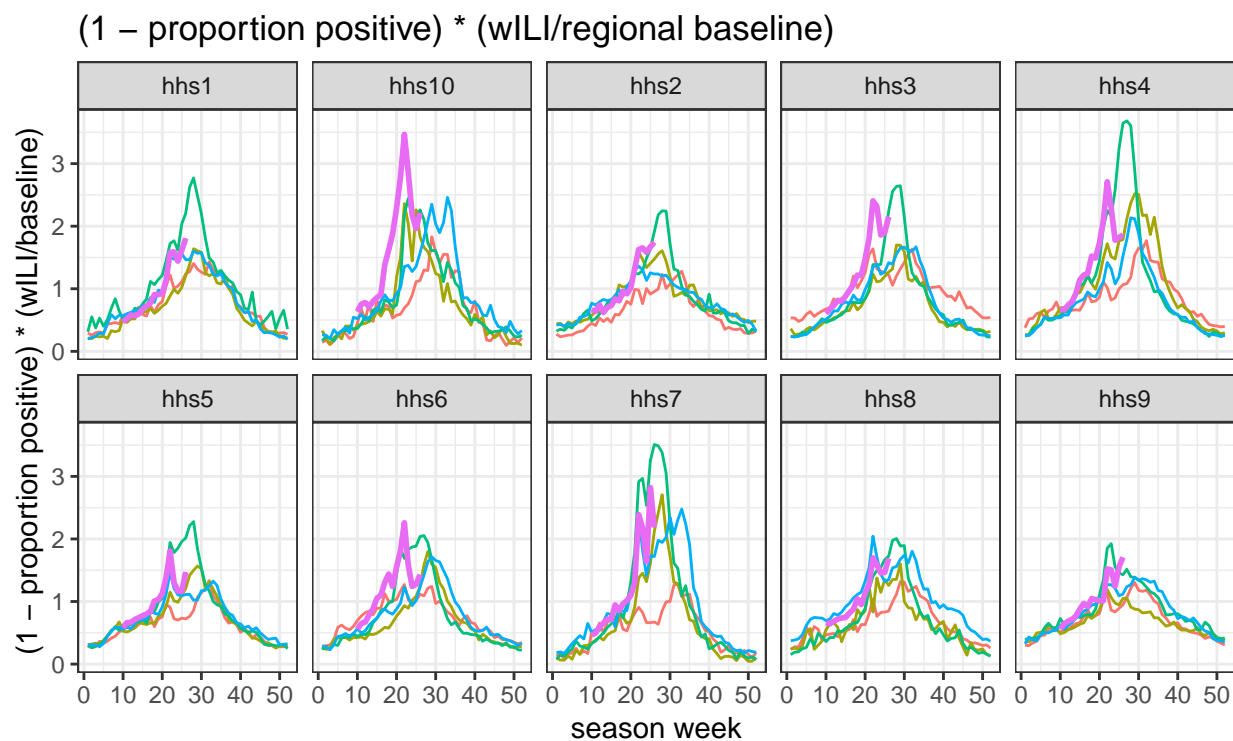 (1 − proportion positive) * (wILI/regional baseline)
(1 − proportion positive) * (wILI/baseline)
hhs1 hhs10 hhs2 hhs3 hhs4
3
2
1
0
hhs5 hhs6 hhs7 hhs8 hhs9
3
2
1
0
0 10 20 30 40 50 0 10 20 30 40 50 0 10 20 30 40 50 0 10 20 30 40 50 0 10 20 30 40 50
season week